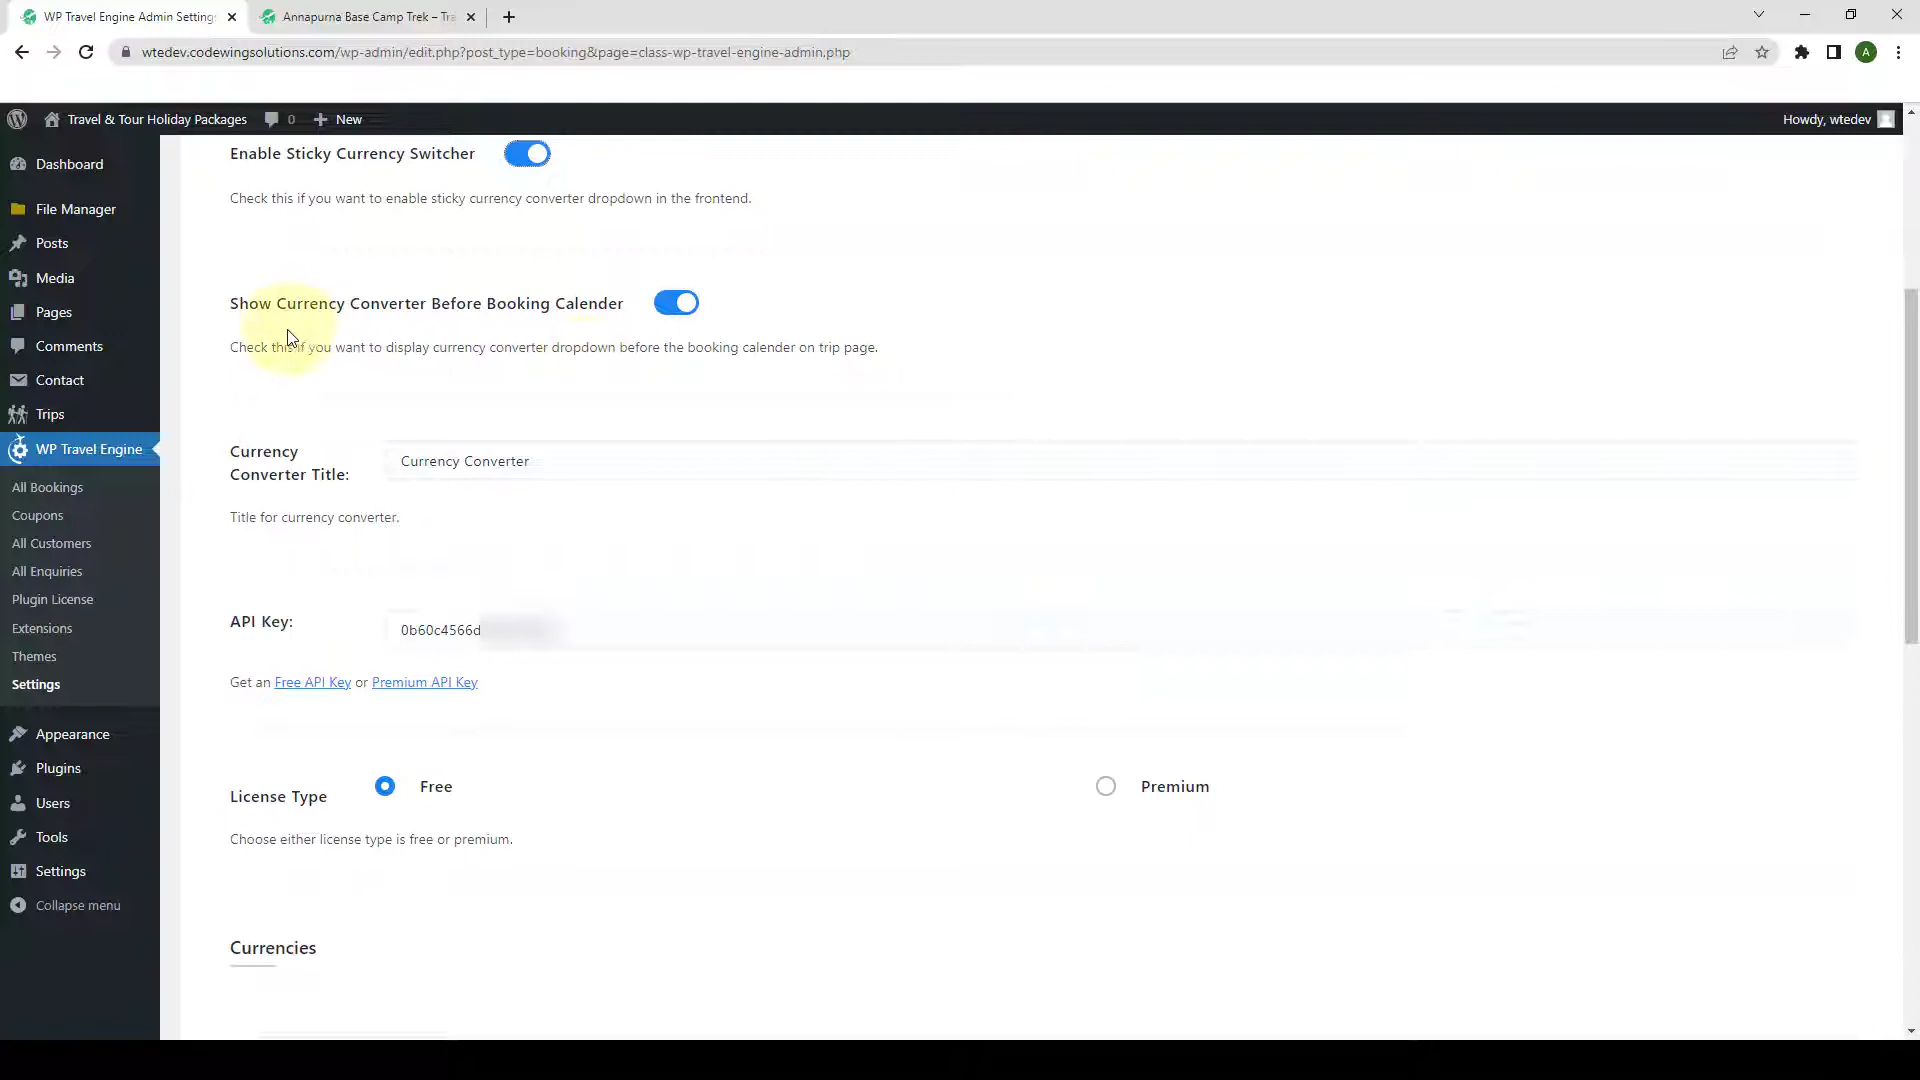 WP Travel Engine Admin Setting
Annapurna Base Camp Trek – Tra
wtedev.codewingsolutions.com/wp-admin/edit.php?post_type=booking&page=class-wp-travel-engine-admin.php
A
Travel & Tour Holiday Packages
0
New
Howdy, wtedev
Dashboard
File Manager
Posts
Media
Pages
Comments
Contact
Trips
WP Travel Engine
All Bookings
Coupons
All Customers
All Enquiries
Plugin License
Extensions
Themes
Settings
Appearance
Plugins
Users
Tools
Settings
Collapse menu
Enable Sticky Currency Switcher
Check this if you want to enable sticky currency converter dropdown in the frontend.
Show Currency Converter Before Booking Calender
Check this if you want to display currency converter dropdown before the booking calender on trip page.
Currency
Converter Title:
Currency Converter
Title for currency converter.
API Key:
0b60c4566d
Get an Free API Key or Premium API Key
License Type
Free
Premium
Choose either license type is free or premium.
Currencies